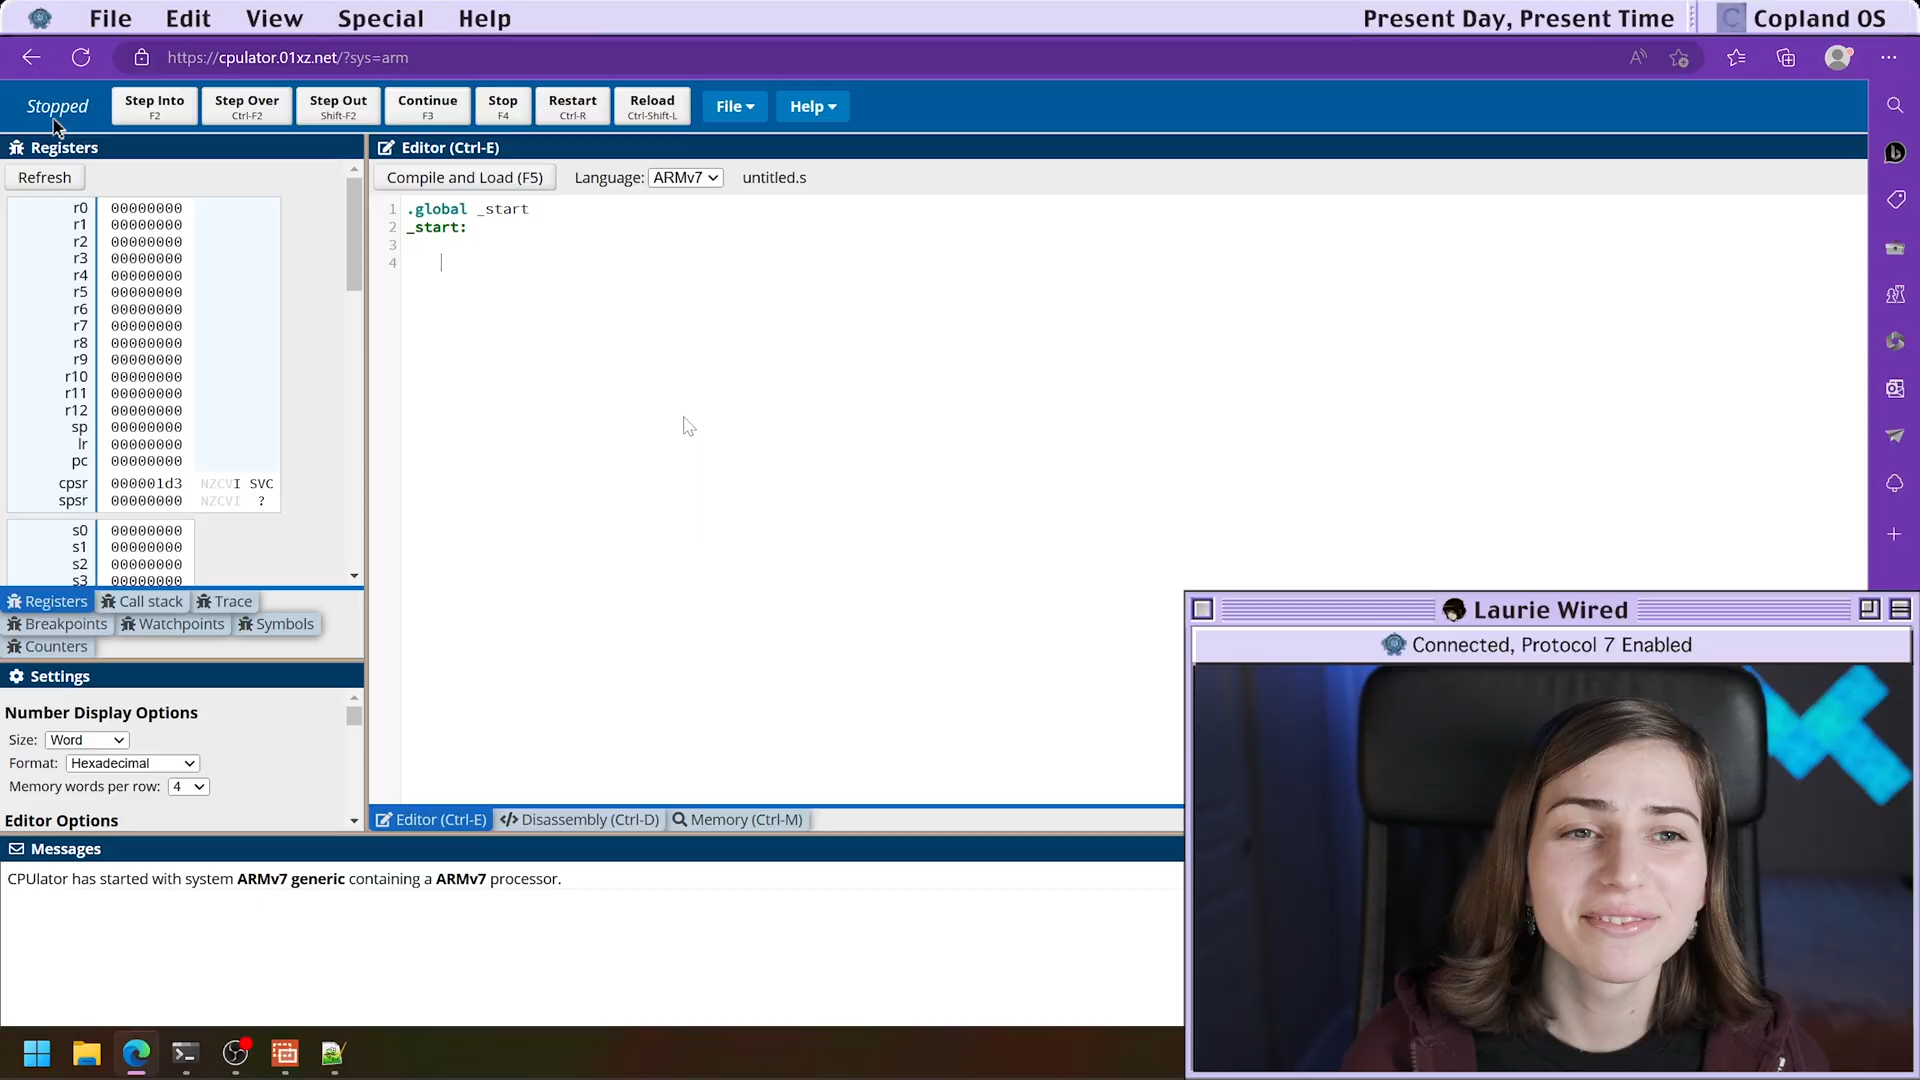 File Edit View Special Help
Present Day, Present Time
C Copland OS
https://cpulator.01xz.net/?sys=arm
Stopped
Step Into
F2
Step Over
Ctrl-F2
Step Out
Shift-F2
Continue
F3
Stop
F4
Restart
Ctrl-R
Reload
Ctrl-Shift-L
File
Help
Registers
Refresh
r0 00000000
r1 00000000
r2 00000000
r3 00000000
r4 00000000
r5 00000000
r6 00000000
r7 00000000
r8 00000000
r9 00000000
r10 00000000
r11 00000000
r12 00000000
sp 00000000
lr 00000000
pc 00000000
cpsr 000001d3 NZCVI SVC
spsr 00000000 NZCVI ?
s0 00000000
s1 00000000
s2 00000000
s3 00000000
Registers Call stack Trace
Breakpoints Watchpoints Symbols
Counters
Settings
Number Display Options
Size: Word
Format: Hexadecimal
Memory words per row: 4
Editor Options
Editor (Ctrl-E)
Compile and Load (F5) Language: ARMv7 untitled.s
1 .global _start
2 _start:
3
4
Editor (Ctrl-E) Disassembly (Ctrl-D) Memory (Ctrl-M)
Messages
CPUlator has started with system ARMv7 generic containing a ARMv7 processor.
Laurie Wired
Connected, Protocol 7 Enabled